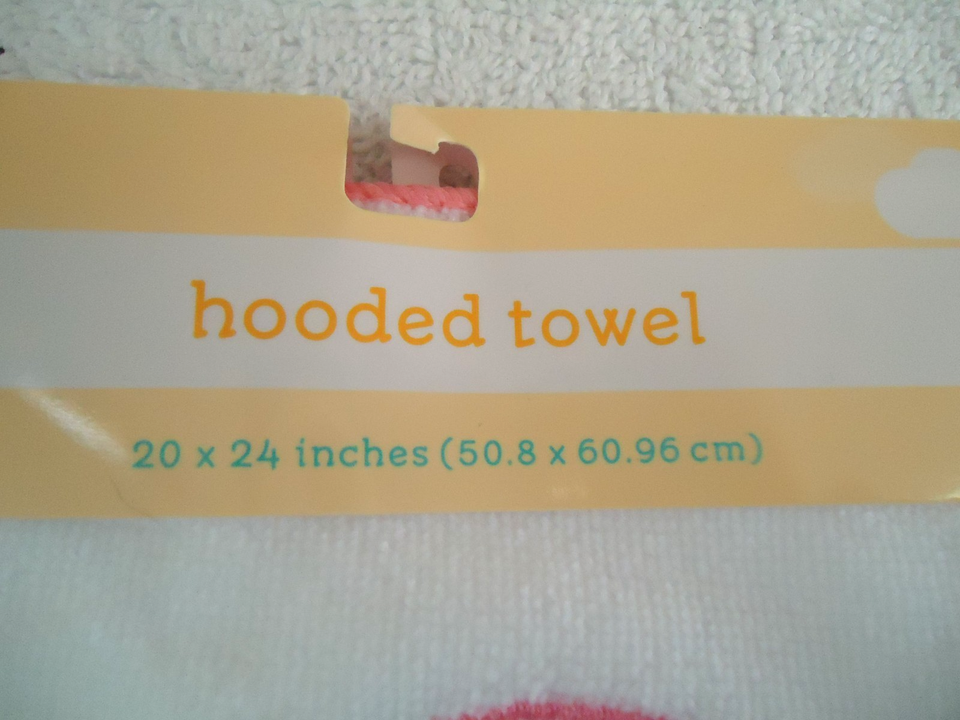 hooded towel
20 x 24 inches (50.8 x 60.96 cm)